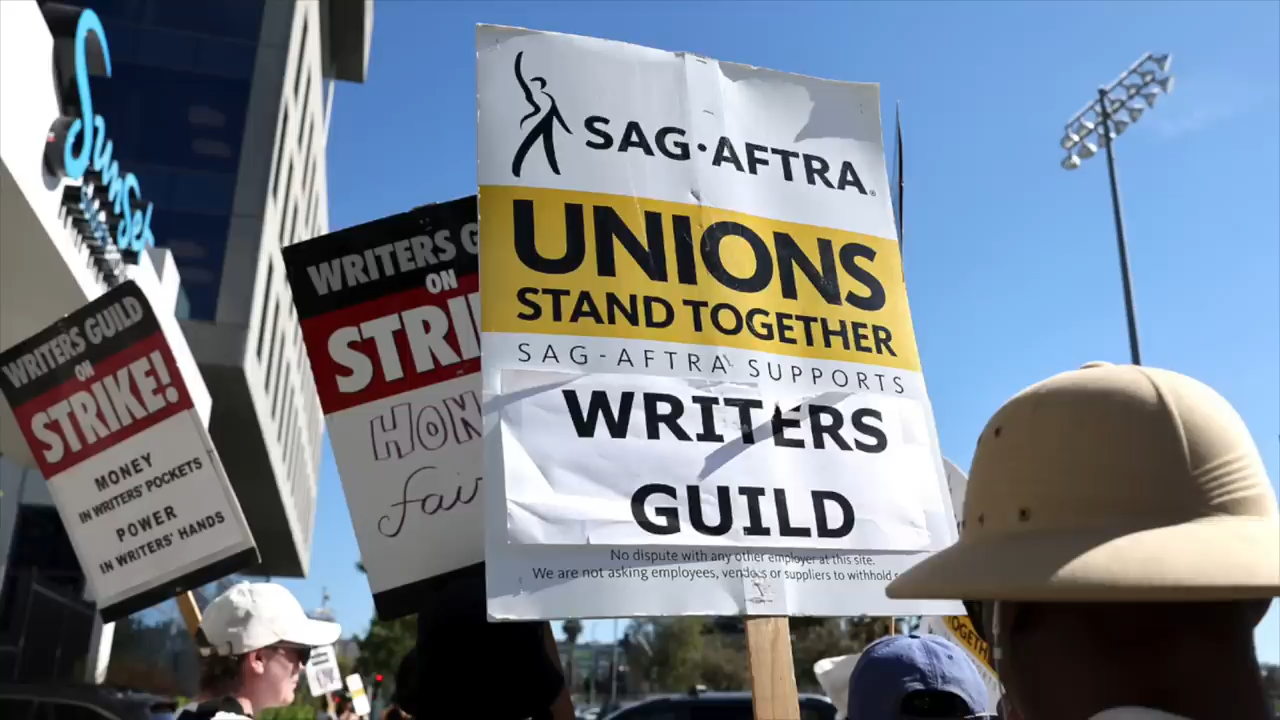 Sunset
WRITERS GUILD
ON
STRIKE!
MONEY
IN WRITERS' POCKETS
POWER
IN WRITERS' HANDS
WRITERS G
ON
STRI
HON
fair
SAG·AFTRA®
UNIONS
STAND TOGETHER
SAG-AFTRA SUPPORTS
WRITERS
GUILD
No dispute with any other employer at this site.
We are not asking employees, vendors or suppliers to withhold
OGETH